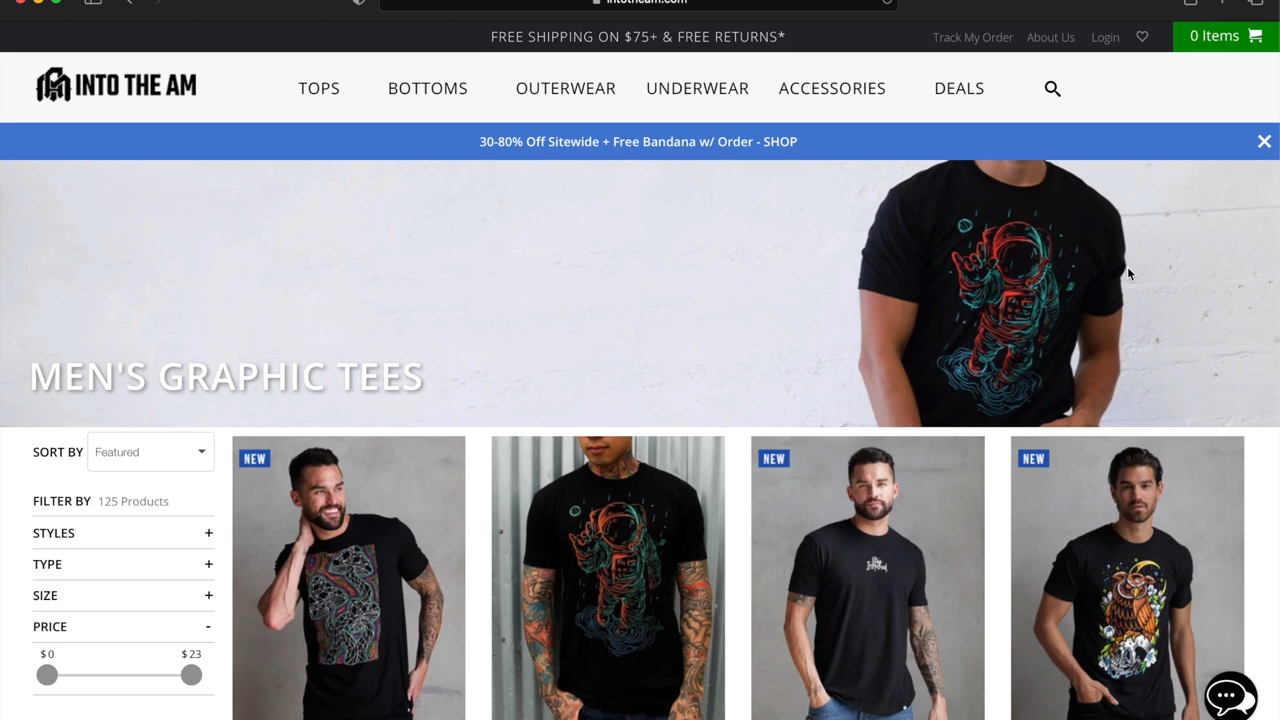 intotheam.com
FREE SHIPPING ON $75+ & FREE RETURNS*
Track My Order About Us Login
0 Items
INTO THE AM
TOPS BOTTOMS OUTERWEAR UNDERWEAR ACCESSORIES DEALS
30-80% Off Sitewide + Free Bandana w/ Order - SHOP
MEN'S GRAPHIC TEES
SORT BY Featured
FILTER BY 125 Products
STYLES +
TYPE +
SIZE +
PRICE -
$0 $23
NEW
NEW
Stay Inspired
NEW